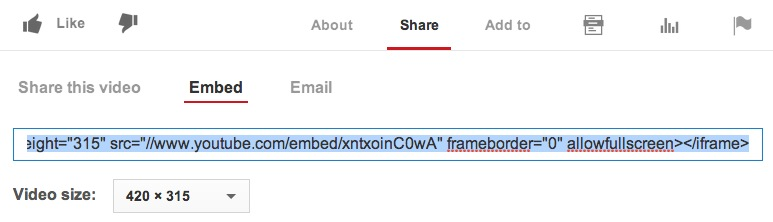 Like About Share Add to
Share this video Embed Email
eight="315" src="//www.youtube.com/embed/xntxoinC0wA" frameborder="0" allowfullscreen></iframe>
Video size: 420 × 315